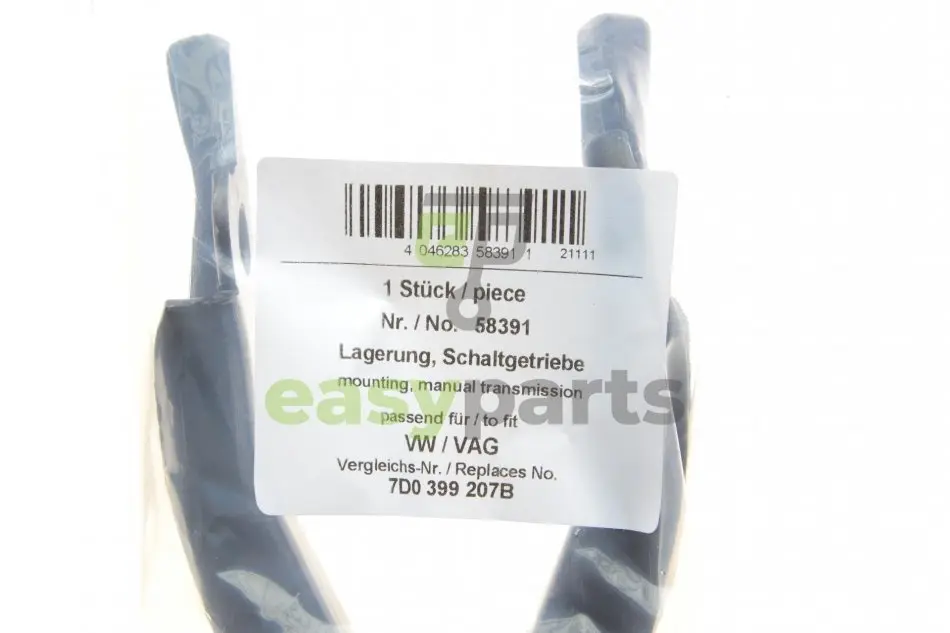 4 046283 58391 1 21111
1 Stück / piece
Nr. / No. 58391
Lagerung, Schaltgetriebe
mounting, manual transmission
easyparts
passend für / to fit
VW / VAG
Vergleichs-Nr. / Replaces No.
7D0 399 207B